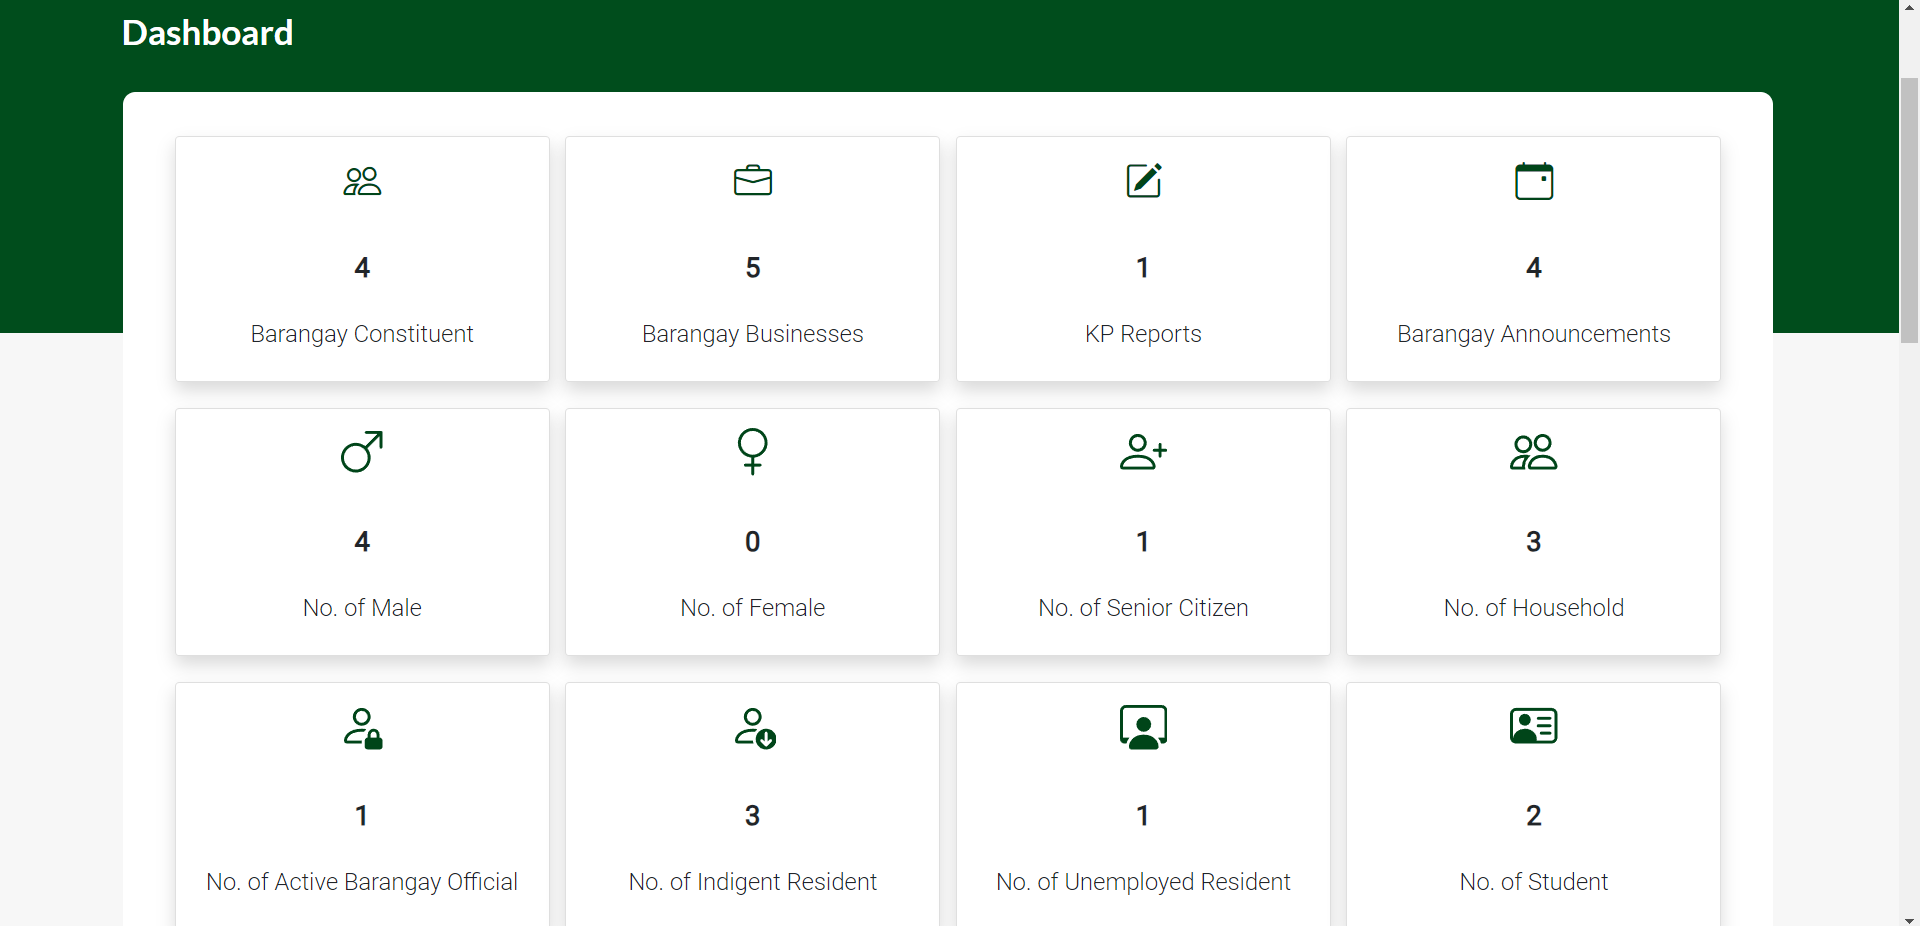 Dashboard
4
Barangay Constituent
5
Barangay Businesses
1
KP Reports
4
Barangay Announcements
4
No. of Male
0
No. of Female
1
No. of Senior Citizen
3
No. of Household
1
No. of Active Barangay Official
3
No. of Indigent Resident
1
No. of Unemployed Resident
2
No. of Student